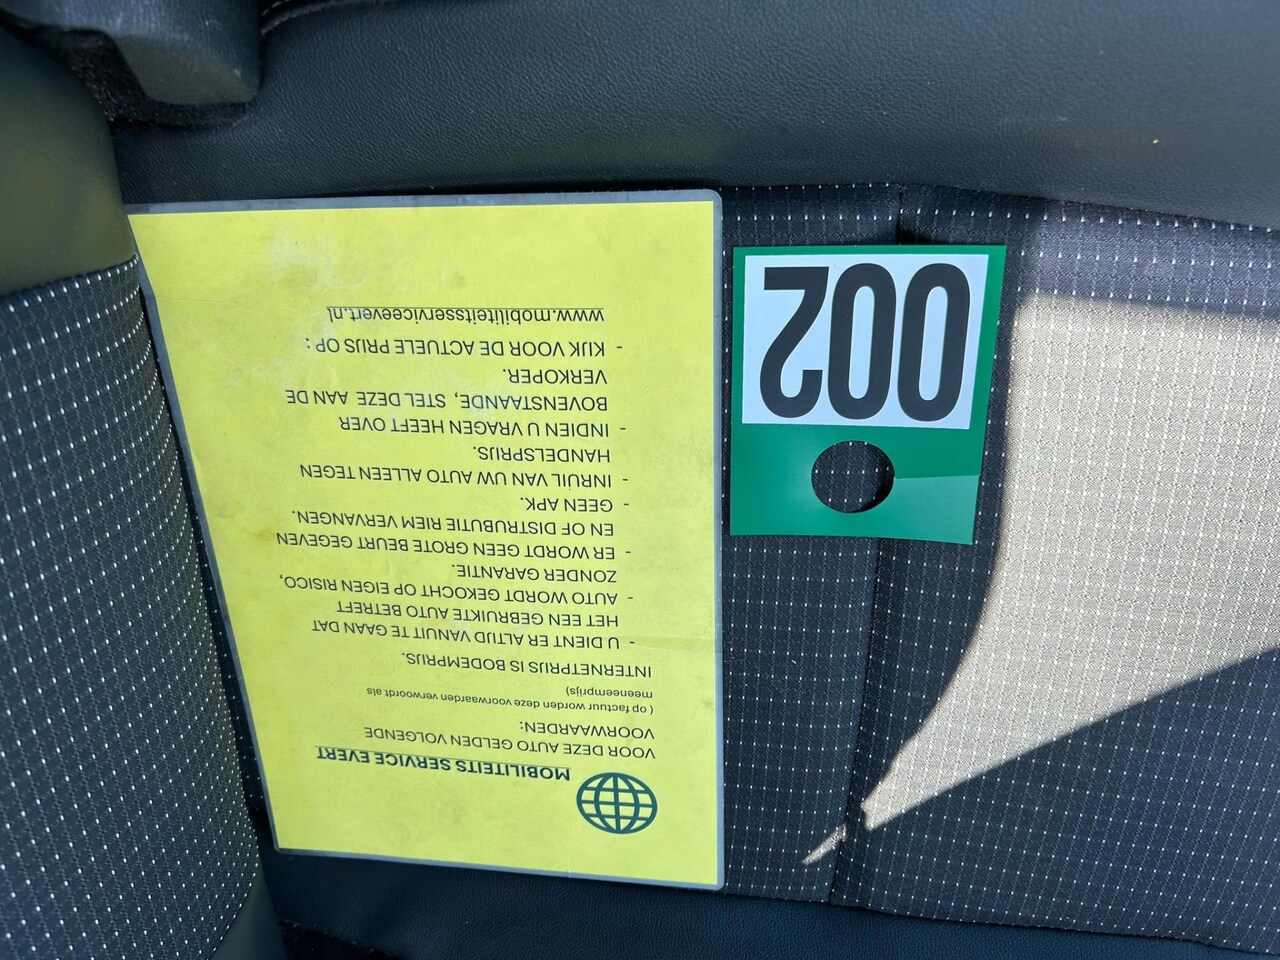 MOBILITEITS SERVICE EVERT
VOOR DEZE AUTO GELDEN VOLGENDE
VOORWAARDEN:
( op factuur worden deze voorwaarden verwoordt als
meeneemprijs)
INTERNETPRIJS IS BODEMPRIJS.
- U DIENT ER ALTIJD VANUIT TE GAAN DAT
HET EEN GEBRUIKTE AUTO BETREFT
- AUTO WORDT GEKOCHT OP EIGEN RISICO,
ZONDER GARANTIE.
- ER WORDT GEEN GROTE BEURT GEGEVEN
EN OF DISTRUBUTIE RIEM VERVANGEN.
- GEEN APK.
- INRUIL VAN UW AUTO ALLEEN TEGEN
HANDELSPRIJS.
- INDIEN U VRAGEN HEEFT OVER
BOVENSTAANDE, STEL DEZE AAN DE
VERKOPER.
- KIJK VOOR DE ACTUELE PRIJS OP :
www.mobiliteitsserviceevert.nl
002